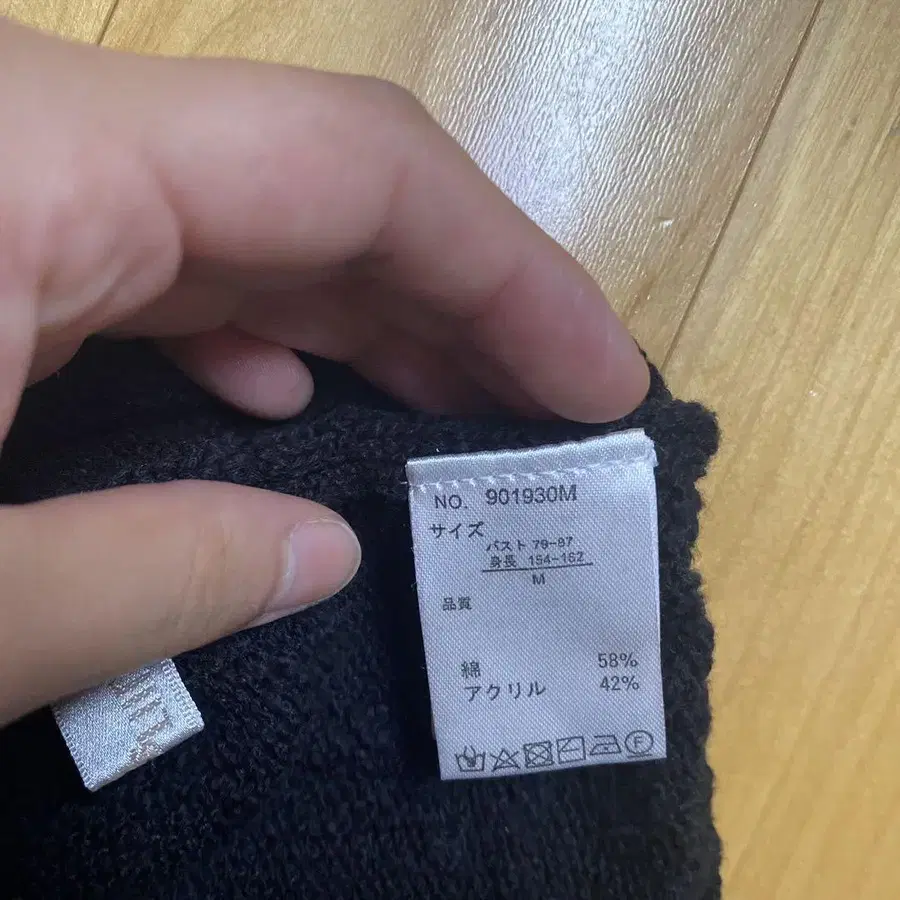 NO. 901930M
サイズ
バスト 79-87
身長 154-162
M
品質
綿 58%
アクリル 42%
F